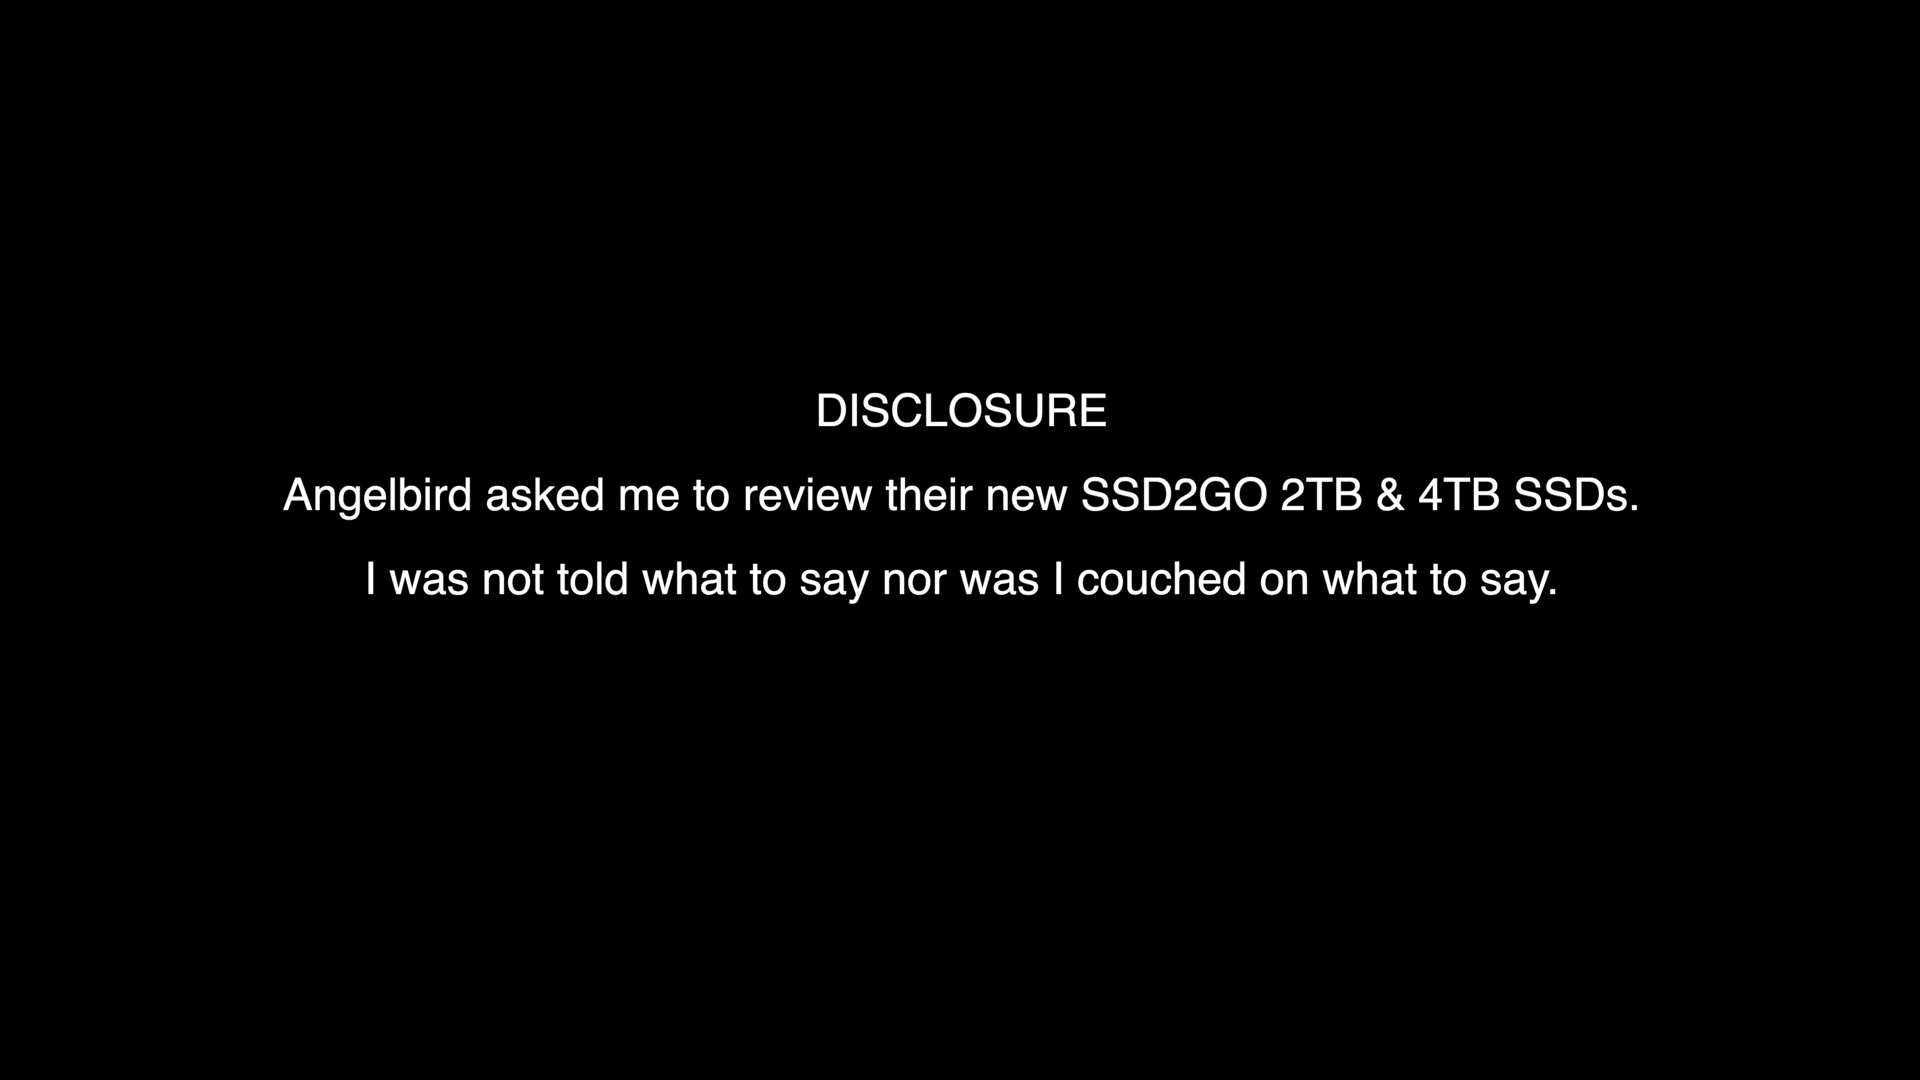 DISCLOSURE
Angelbird asked me to review their new SSD2GO 2TB & 4TB SSDs.
I was not told what to say nor was I couched on what to say.